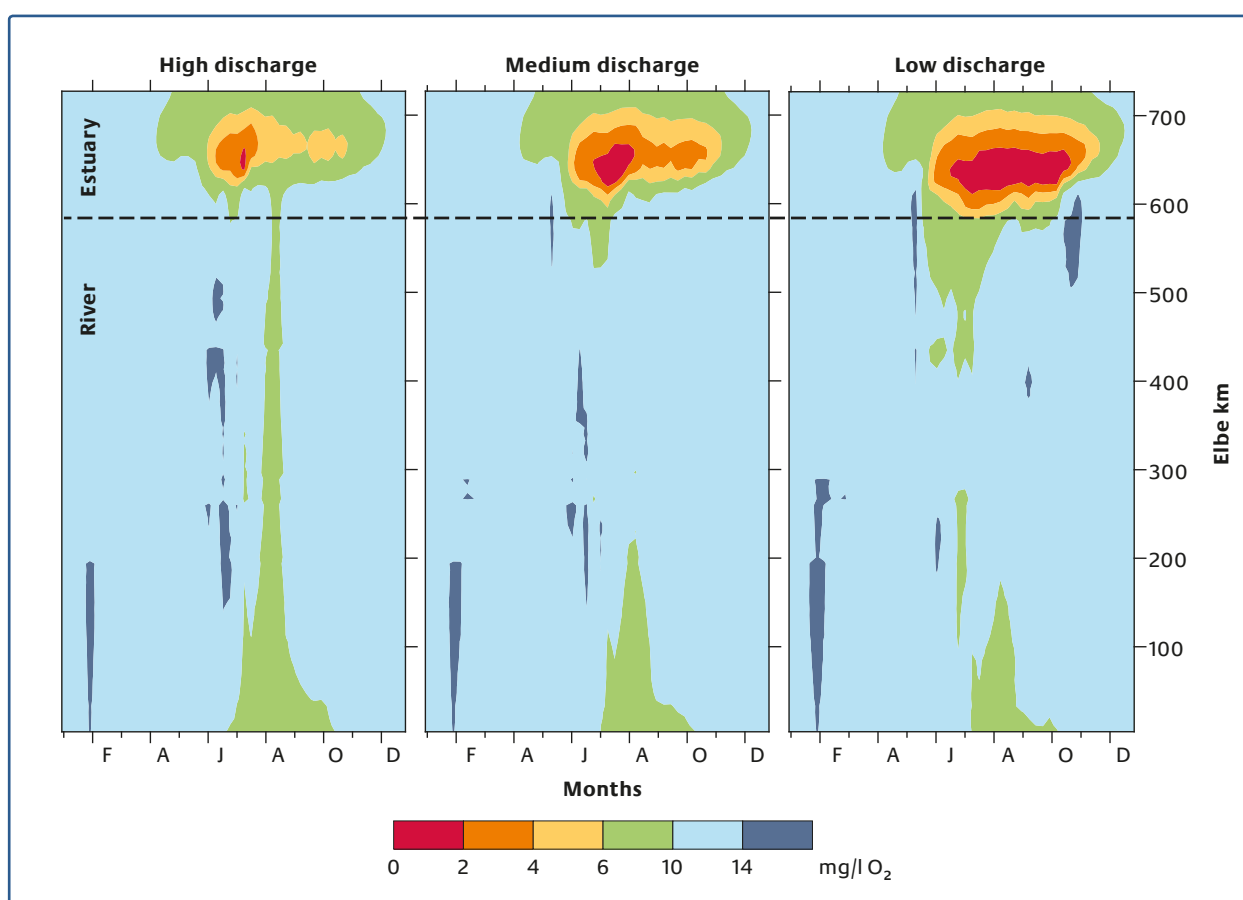 High discharge
Medium discharge
Low discharge
Estuary
River
700
600
500
400
300
200
100
Elbe km
F A J A O D
F A J A O D
F A J A O D
Months
0 2 4 6 10 14 mg/l O₂